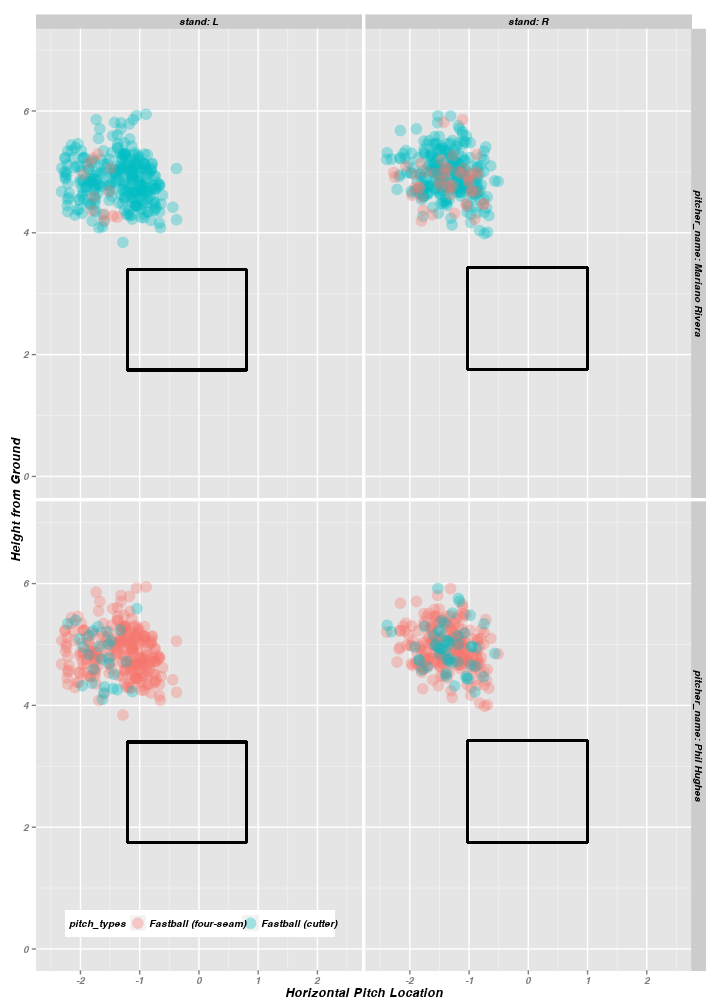 stand: L
stand: R
6
4
2
0
pitcher_name: Mariano Rivera
Height from Ground
6
4
2
0
pitcher_name: Phil Hughes
pitch_types Fastball (four-seam) Fastball (cutter)
-2 -1 0 1 2
-2 -1 0 1 2
Horizontal Pitch Location